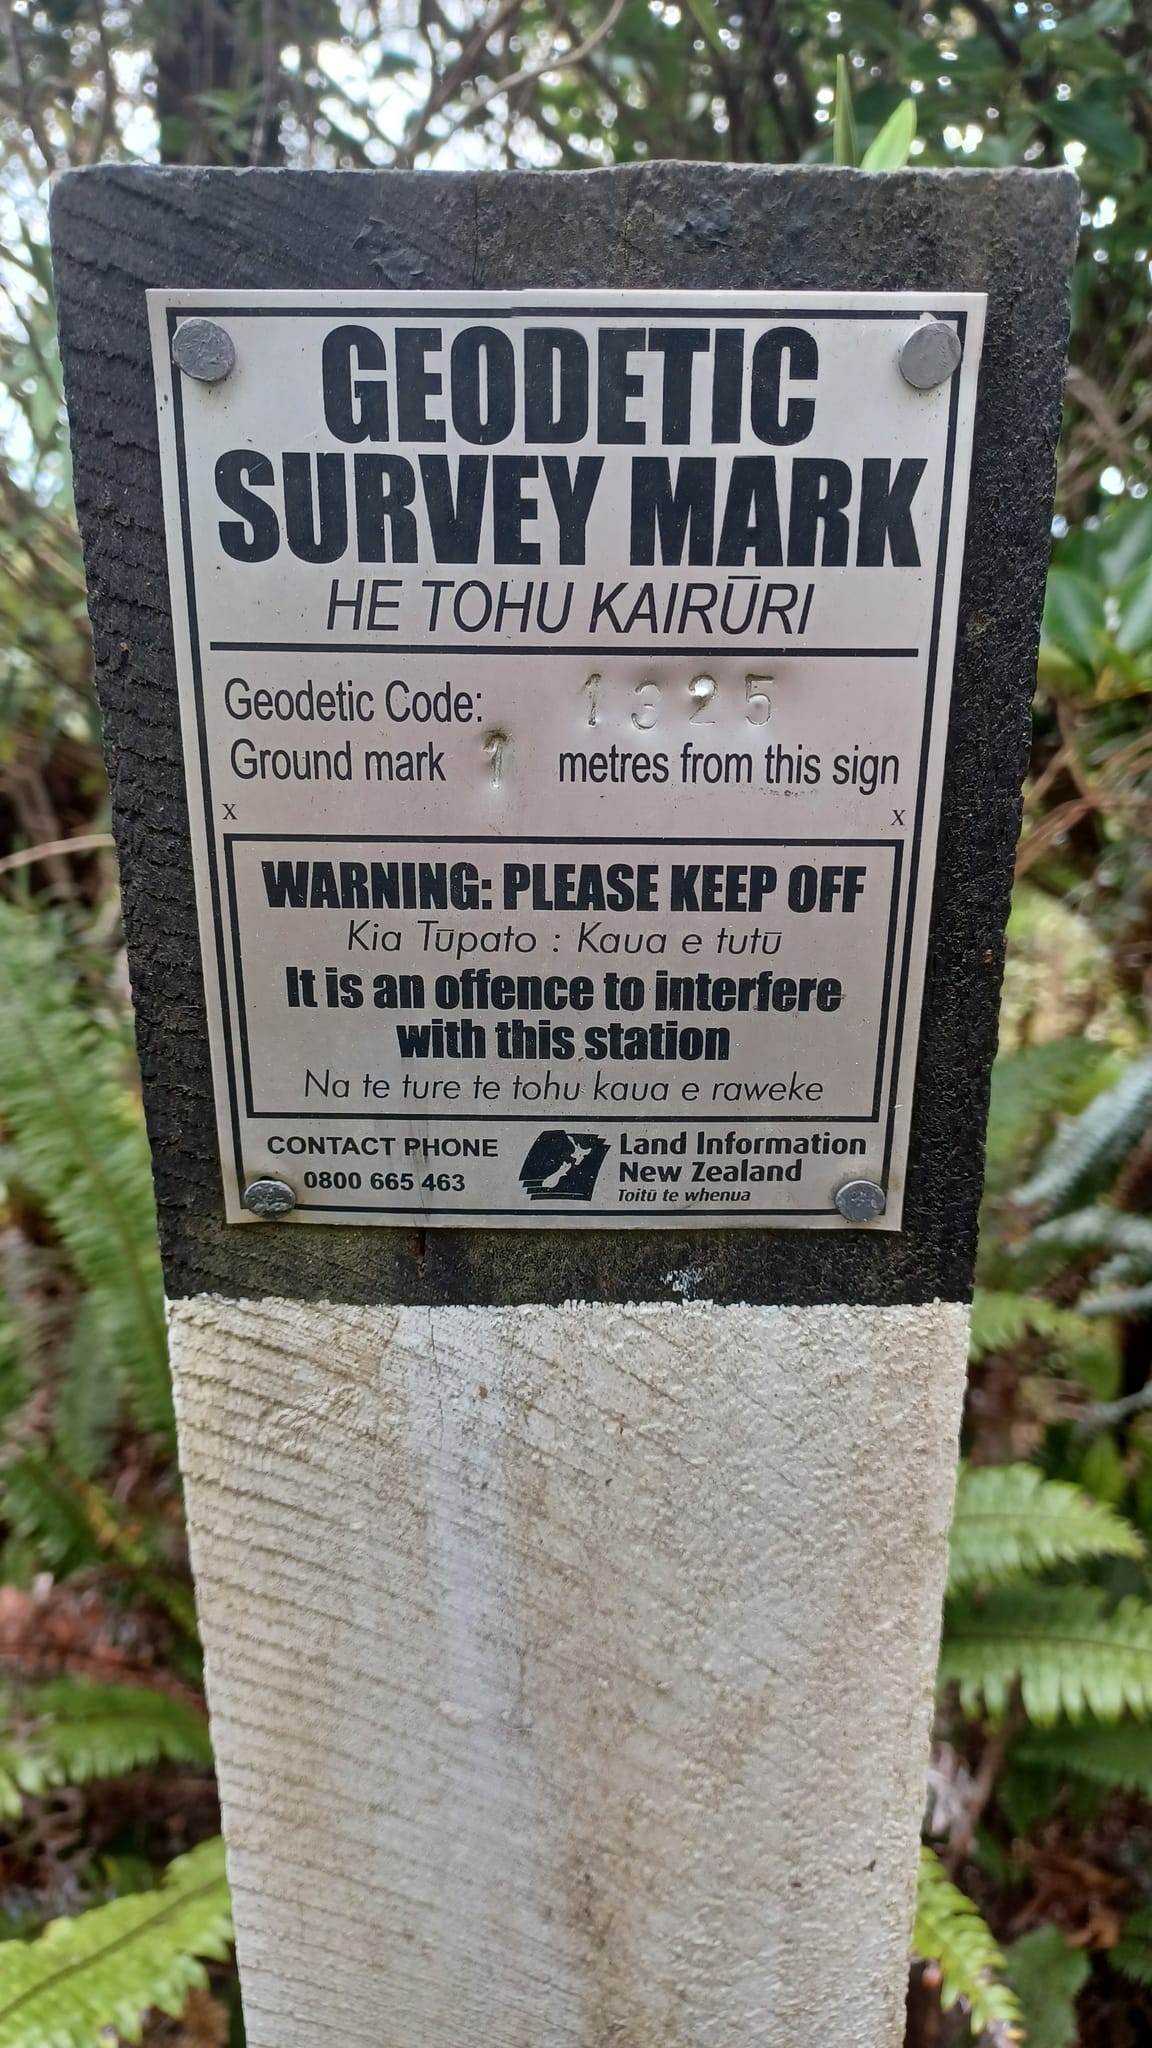 GEODETIC
SURVEY MARK
HE TOHU KAIRŪRI
Geodetic Code: 1325
Ground mark 1 metres from this sign
x x
WARNING: PLEASE KEEP OFF
Kia Tūpato : Kaua e tutū
It is an offence to interfere
with this station
Na te ture te tohu kaua e raweke
CONTACT PHONE
0800 665 463
Land Information
New Zealand
Toitū te whenua